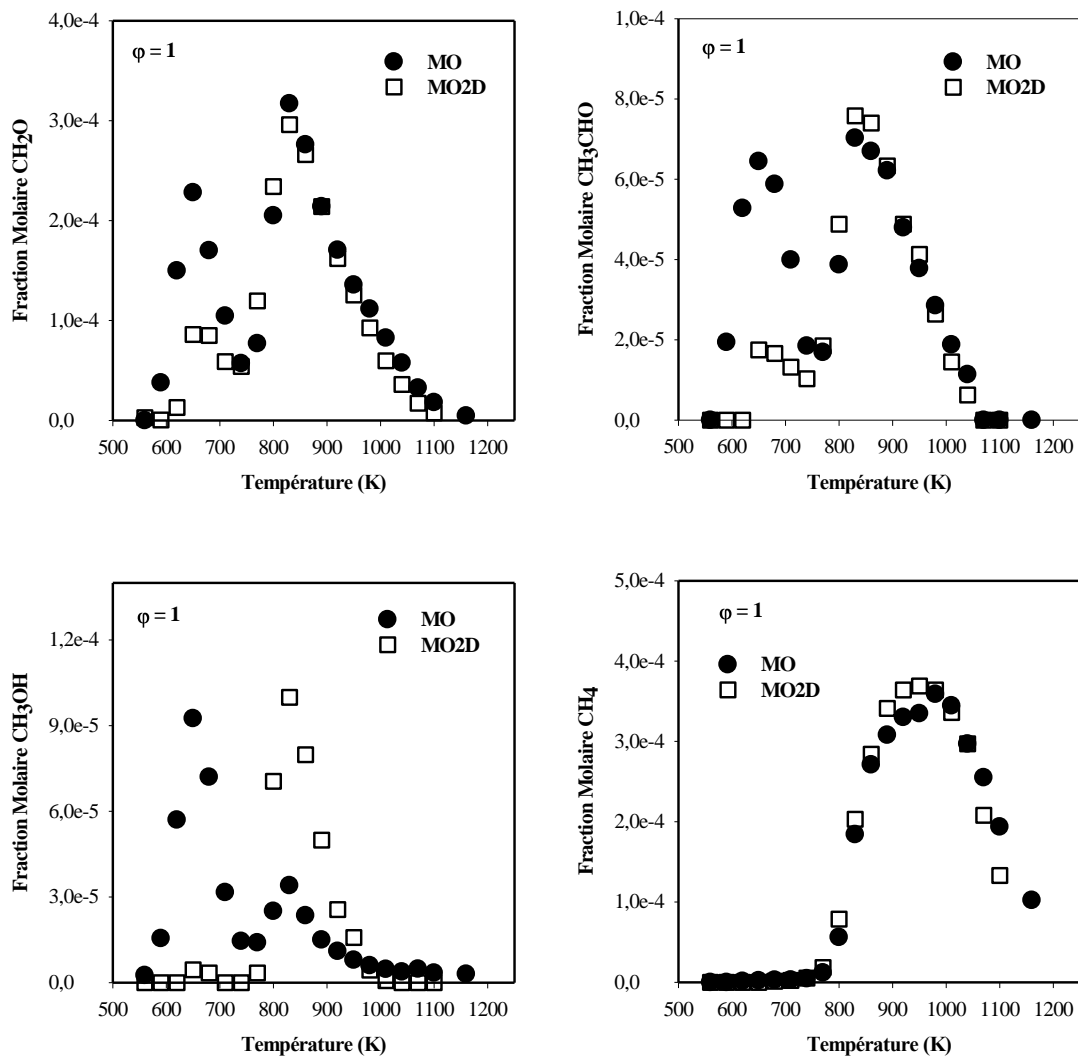 Fraction Molaire CH2O
4,0e-4
3,0e-4
2,0e-4
1,0e-4
0,0
φ = 1
MO
MO2D
500 600 700 800 900 1000 1100 1200
Température (K)
Fraction Molaire CH3CHO
1,0e-4
8,0e-5
6,0e-5
4,0e-5
2,0e-5
0,0
φ = 1
MO
MO2D
500 600 700 800 900 1000 1100 1200
Température (K)
Fraction Molaire CH3OH
1,2e-4
9,0e-5
6,0e-5
3,0e-5
0,0
φ = 1
MO
MO2D
500 600 700 800 900 1000 1100 1200
Température (K)
Fraction Molaire CH4
5,0e-4
4,0e-4
3,0e-4
2,0e-4
1,0e-4
0,0
φ = 1
MO
MO2D
500 600 700 800 900 1000 1100 1200
Température (K)